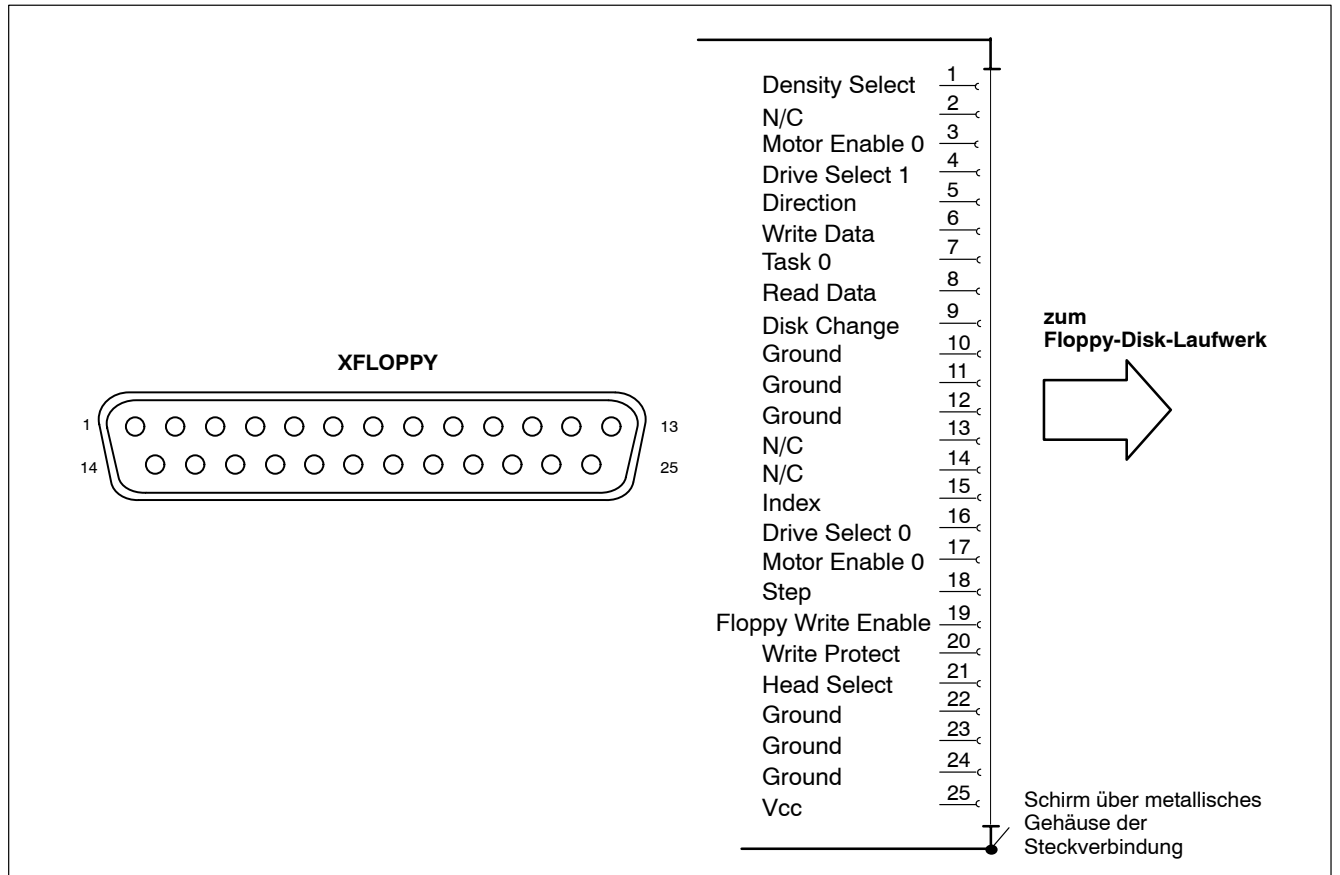 XFLOPPY
1
13
14
25
Density Select 1
N/C 2
Motor Enable 0 3
Drive Select 1 4
Direction 5
Write Data 6
Task 0 7
Read Data 8
Disk Change 9
Ground 10
Ground 11
Ground 12
N/C 13
N/C 14
Index 15
Drive Select 0 16
Motor Enable 0 17
Step 18
Floppy Write Enable 19
Write Protect 20
Head Select 21
Ground 22
Ground 23
Ground 24
Vcc 25
zum
Floppy-Disk-Laufwerk
Schirm über metallisches
Gehäuse der
Steckverbindung